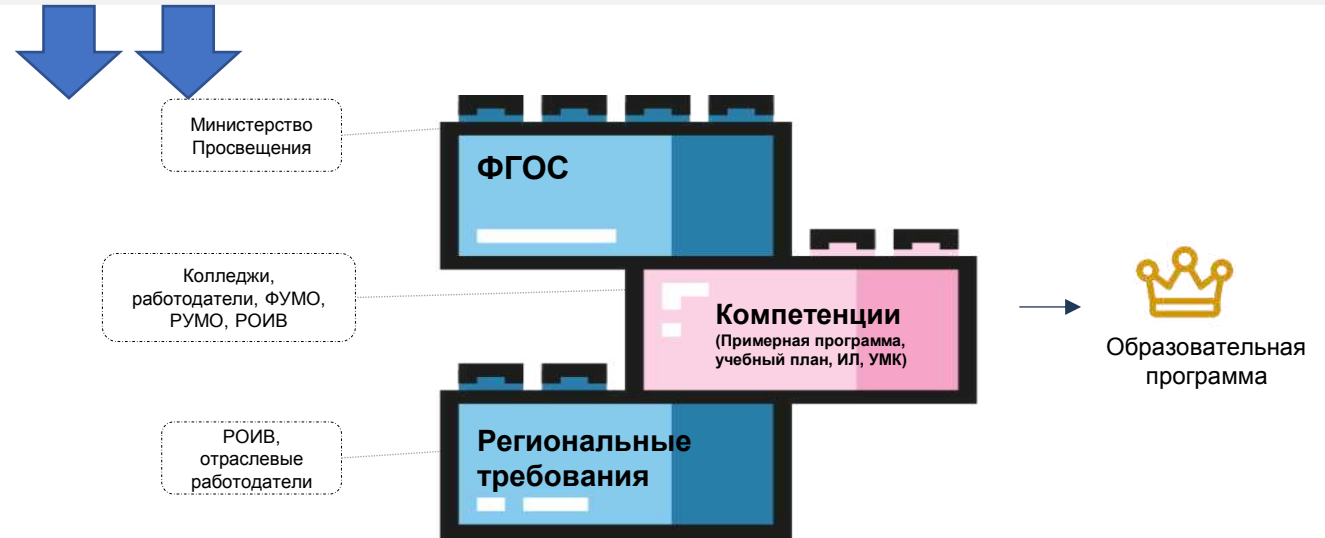 Министерство
Просвещения
ФГОС
Колледжи,
работодатели, ФУМО,
РУМО, РОИВ
Компетенции
(Примерная программа,
учебный план, ИЛ, УМК)
Образовательная
программа
РОИВ,
отраслевые
работодатели
Региональные
требования